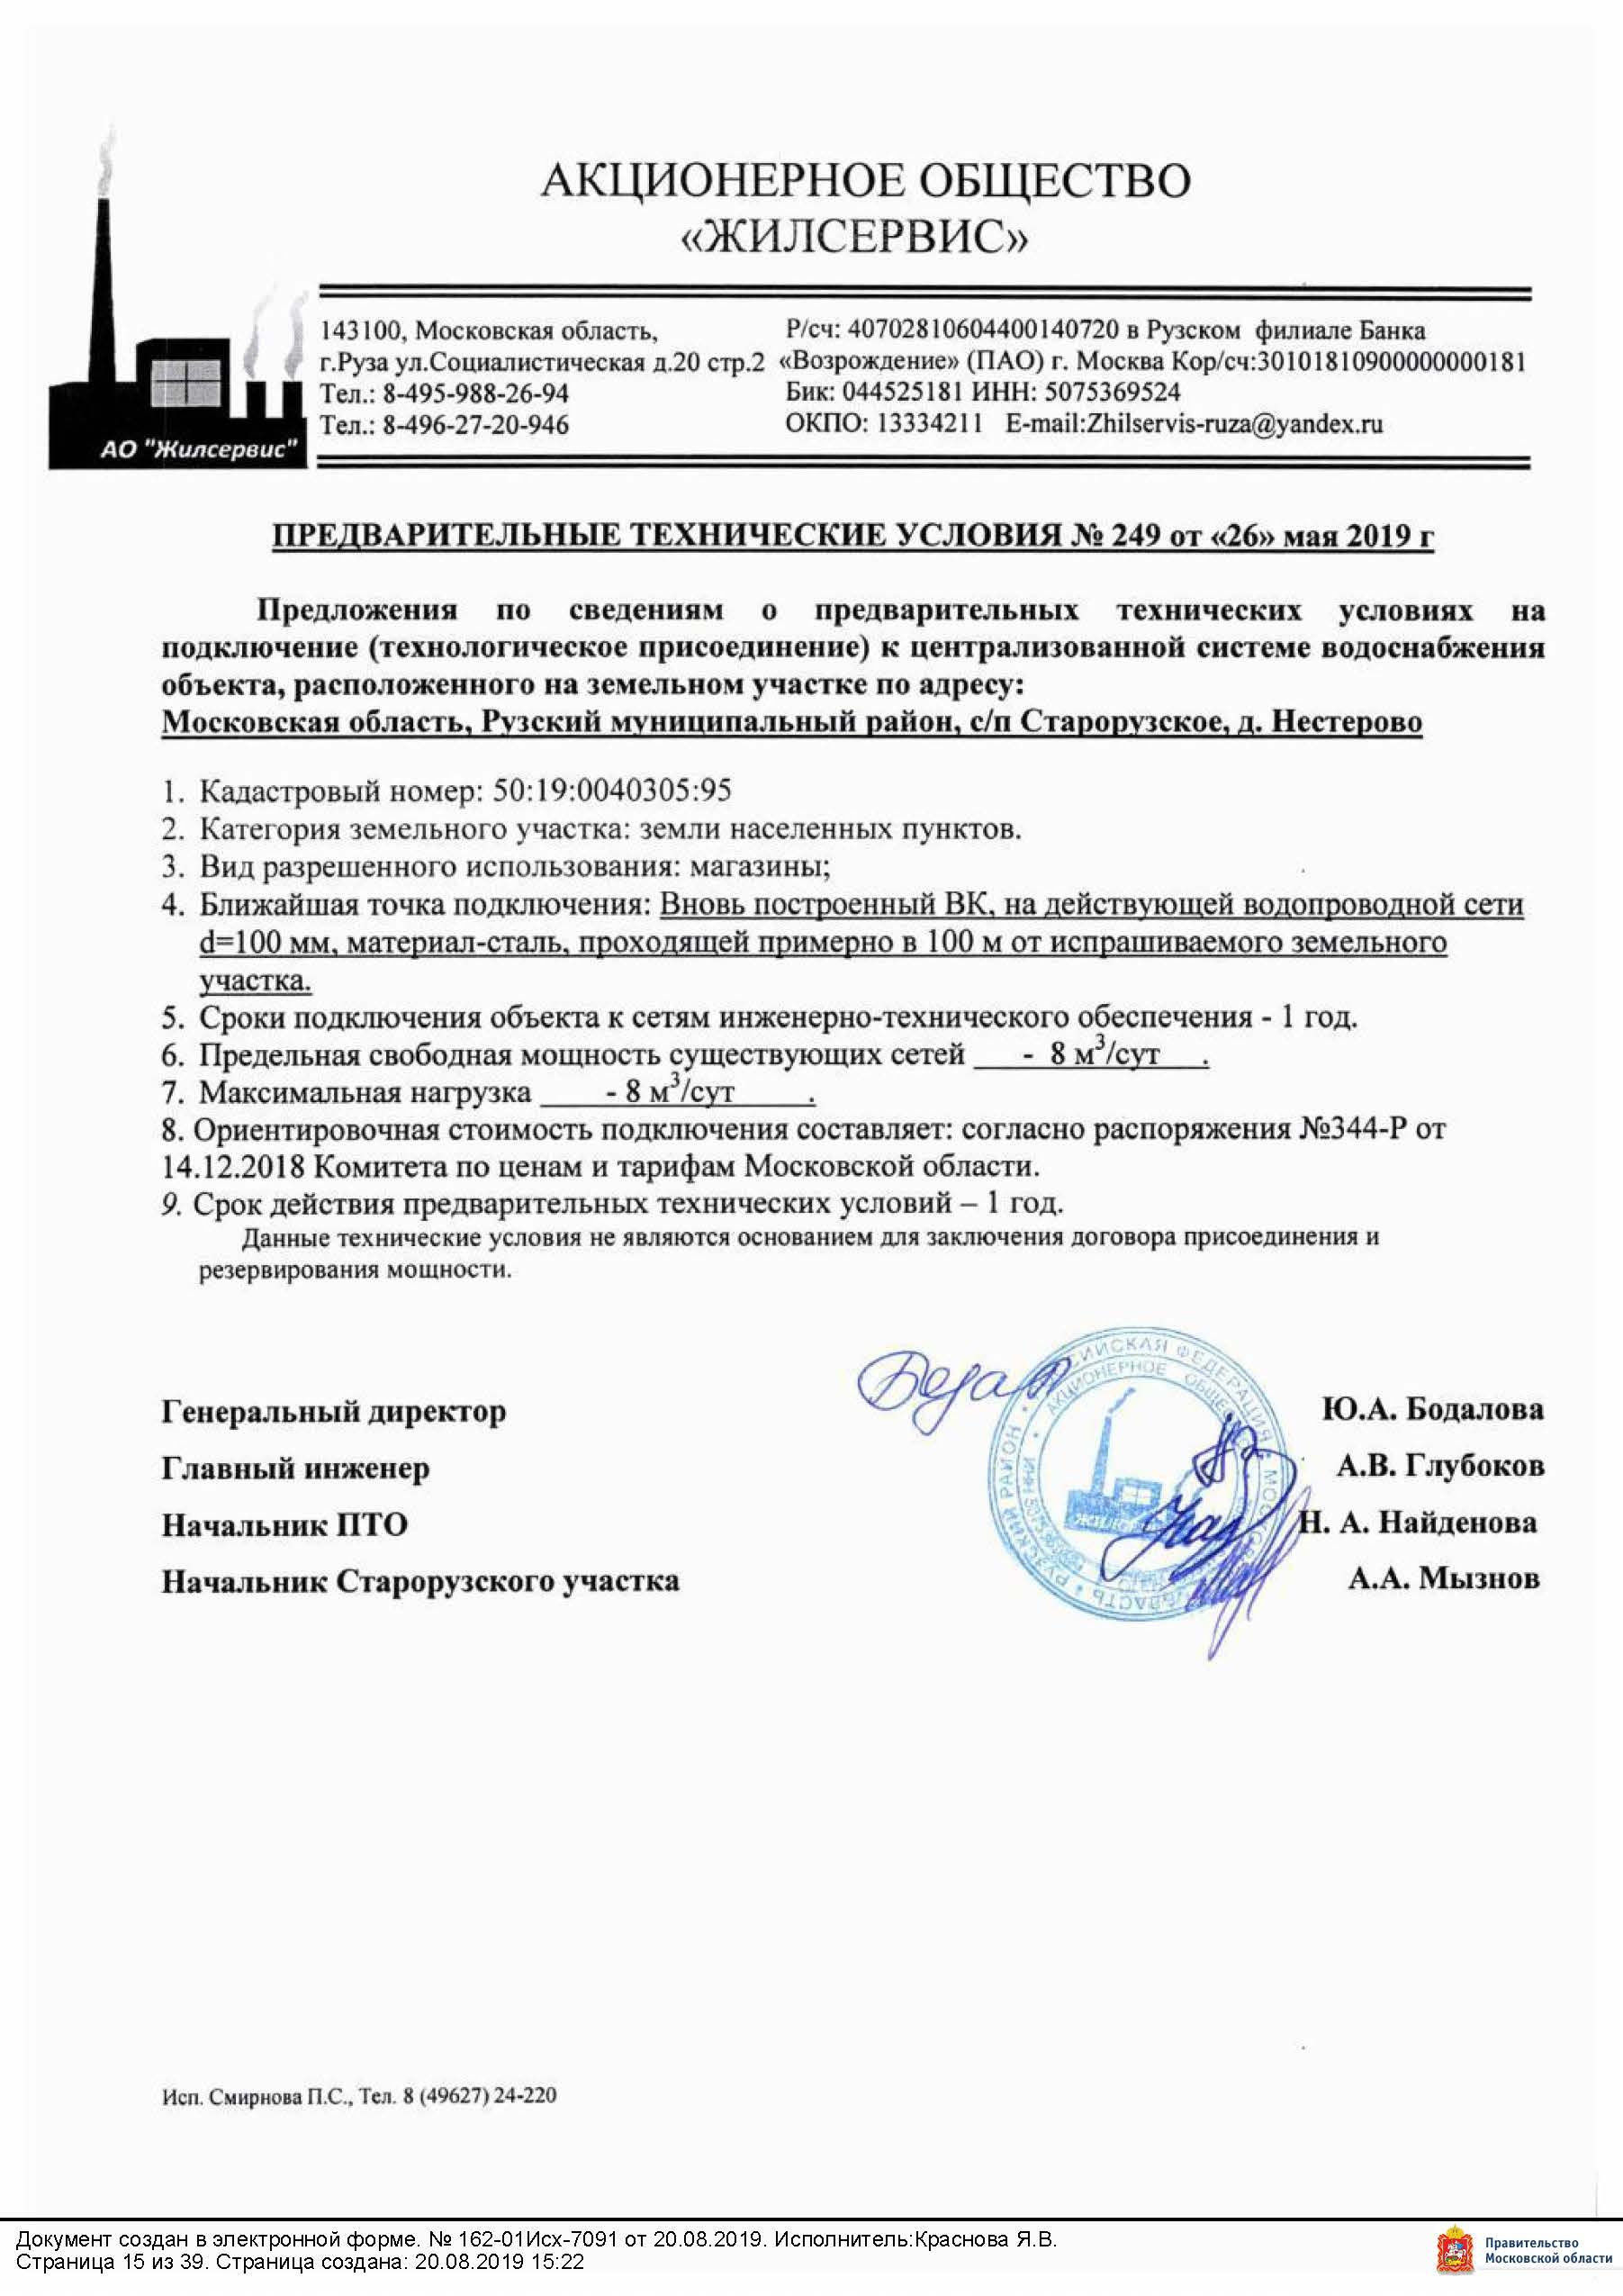 АКЦИОНЕРНОЕ ОБЩЕСТВО
«ЖИЛСЕРВИС»
143100, Московская область,
г.Руза ул.Социалистическая д.20 стр.2
Тел.: 8-495-988-26-94
Тел.: 8-496-27-20-946
Р/сч: 40702810604400140720 в Рузском филиале Банка
«Возрождение» (ПАО) г. Москва Кор/сч:30101810900000000181
Бик: 044525181 ИНН: 5075369524
ОКПО: 13334211 E-mail:Zhilservis-ruza@yandex.ru
АО "Жилсервис"
ПРЕДВАРИТЕЛЬНЫЕ ТЕХНИЧЕСКИЕ УСЛОВИЯ № 249 от «26» мая 2019 г
Предложения по сведениям о предварительных технических условиях на
подключение (технологическое присоединение) к централизованной системе водоснабжения
объекта, расположенного на земельном участке по адресу:
Московская область, Рузский муниципальный район, с/п Старорузское, д. Нестерово
1. Кадастровый номер: 50:19:0040305:95
2. Категория земельного участка: земли населенных пунктов.
3. Вид разрешенного использования: магазины;
4. Ближайшая точка подключения: Вновь построенный ВК, на действующей водопроводной сети
d=100 мм, материал-сталь, проходящей примерно в 100 м от испрашиваемого земельного
участка.
5. Сроки подключения объекта к сетям инженерно-технического обеспечения - 1 год.
6. Предельная свободная мощность существующих сетей - 8 м³/сут .
7. Максимальная нагрузка - 8 м³/сут .
8. Ориентировочная стоимость подключения составляет: согласно распоряжения №344-Р от
14.12.2018 Комитета по ценам и тарифам Московской области.
9. Срок действия предварительных технических условий – 1 год.
Данные технические условия не являются основанием для заключения договора присоединения и
резервирования мощности.
Генеральный директор Ю.А. Бодалова
Главный инженер А.В. Глубоков
Начальник ПТО Н. А. Найденова
Начальник Старорузского участка А.А. Мызнов
Исп. Смирнова П.С., Тел. 8 (49627) 24-220
Документ создан в электронной форме. № 162-01Исх-7091 от 20.08.2019. Исполнитель:Краснова Я.В.
Страница 15 из 39. Страница создана: 20.08.2019 15:22
Правительство
Московской области